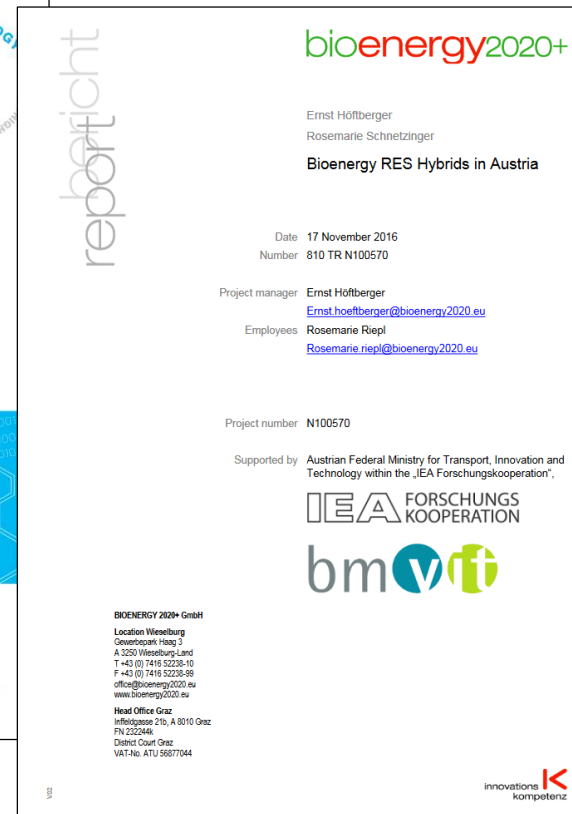 bericht
report
bioenergy2020+
Ernst Höftberger
Rosemarie Schnetzinger
Bioenergy RES Hybrids in Austria
Date 17 November 2016
Number 810 TR N100570
Project manager Ernst Höftberger
Ernst.hoeftberger@bioenergy2020.eu
Employees Rosemarie Riepl
Rosemarie.riepl@bioenergy2020.eu
Project number N100570
Supported by Austrian Federal Ministry for Transport, Innovation and
Technology within the „IEA Forschungskooperation“,
IEA FORSCHUNGS
KOOPERATION
bmvit
BIOENERGY 2020+ GmbH
Location Wieselburg
Gewerbepark Haag 3
A 3250 Wieselburg-Land
T +43 (0) 7416 52238-10
F +43 (0) 7416 52238-99
office@bioenergy2020.eu
www.bioenergy2020.eu
Head Office Graz
Inffeldgasse 21b, A 8010 Graz
FN 232244k
District Court Graz
VAT-No. ATU 56877044
V02
innovations K
kompetenz